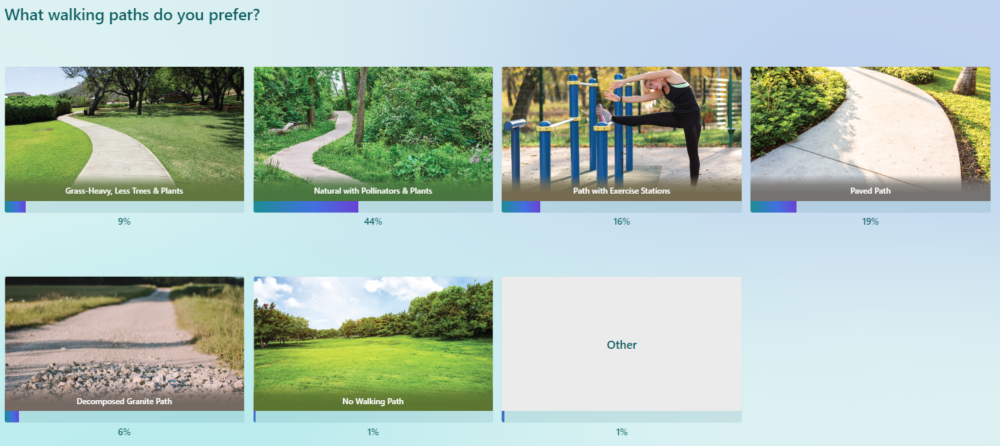 What walking paths do you prefer?
Grass-Heavy, Less Trees & Plants
Natural with Pollinators & Plants
Path with Exercise Stations
Paved Path
9%
44%
16%
19%
Decomposed Granite Path
No Walking Path
Other
6%
1%
1%